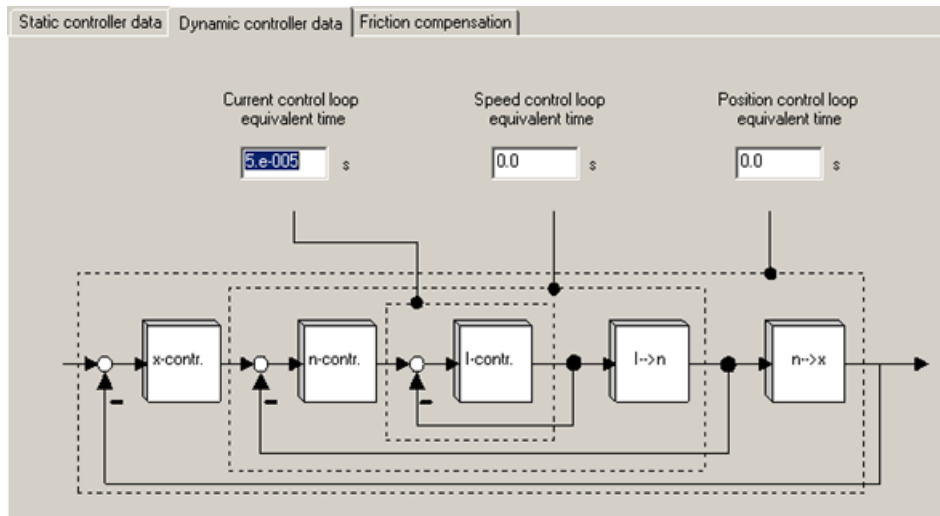 Static controller data
Dynamic controller data
Friction compensation
Current control loop
equivalent time
Speed control loop
equivalent time
Position control loop
equivalent time
5.e-005 s
0.0 s
0.0 s
x-contr.
n-contr.
I-contr.
I-->n
n-->x